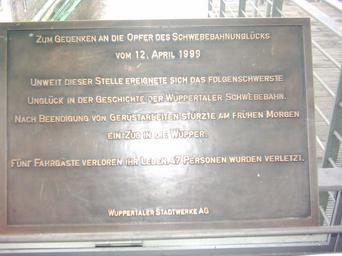 ZUM GEDENKEN AN DIE OPFER DES SCHWEBEBAHNUNGLÜCKS
VOM 12. APRIL 1999
UNWEIT DIESER STELLE EREIGNETE SICH DAS FOLGENSCHWERSTE
UNGLÜCK IN DER GESCHICHTE DER WUPPERTALER SCHWEBEBAHN.
NACH BEENDIGUNG VON GERÜSTARBEITEN STÜRZTE AM FRÜHEN MORGEN
EIN ZUG IN DIE WUPPER.
FÜNF FAHRGÄSTE VERLOREN IHR LEBEN, 47 PERSONEN WURDEN VERLETZT.
WUPPERTALER STADTWERKE AG